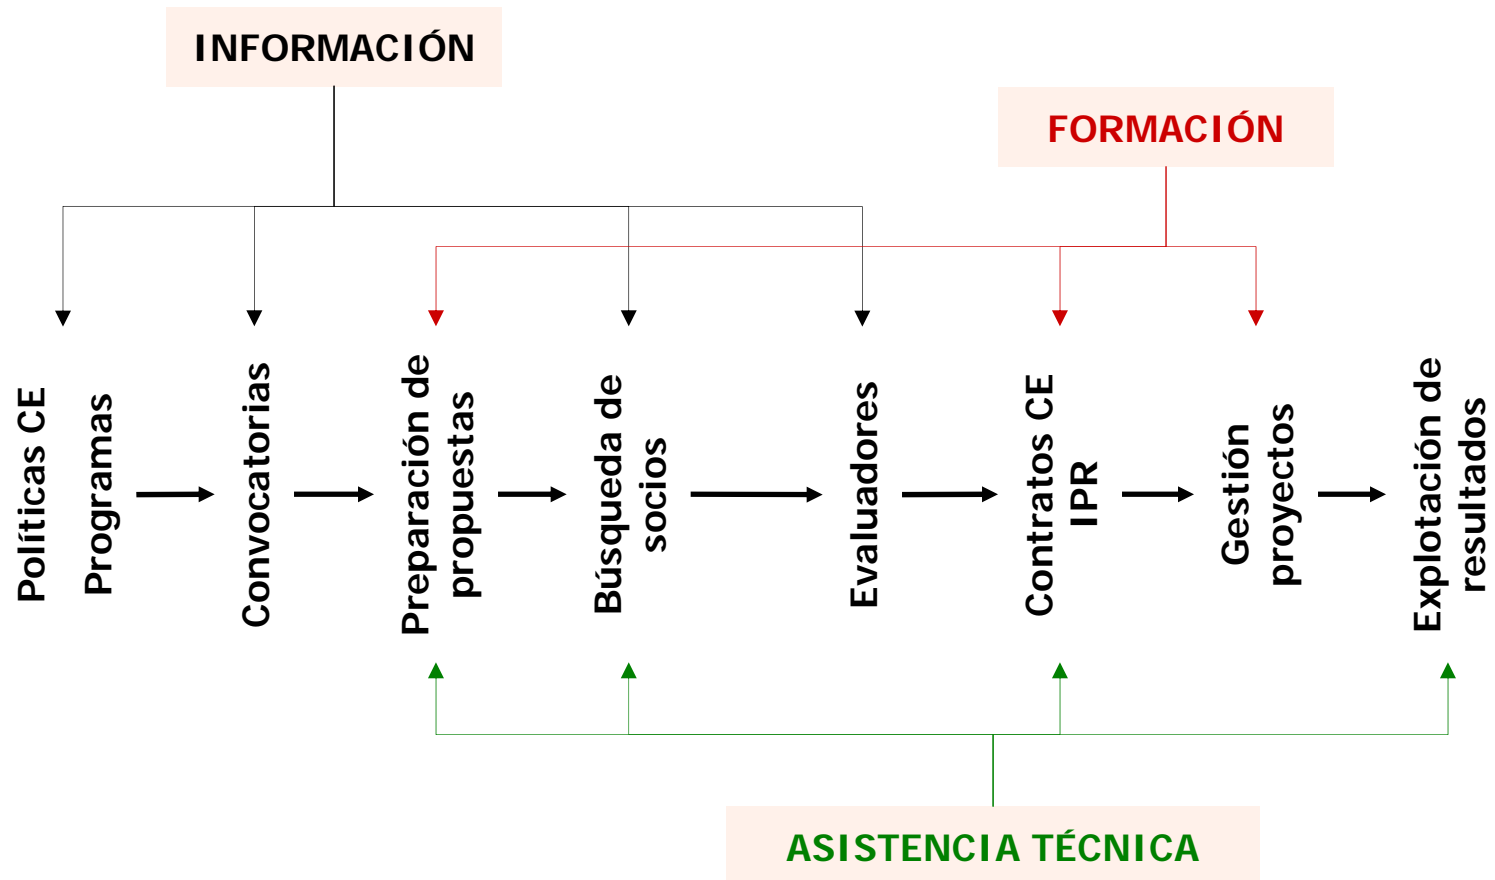 INFORMACIÓN
FORMACIÓN
Políticas CE
Programas
Convocatorias
Preparación de
propuestas
Búsqueda de
socios
Evaluadores
Contratos CE
IPR
Gestión
proyectos
Explotación de
resultados
ASISTENCIA TÉCNICA